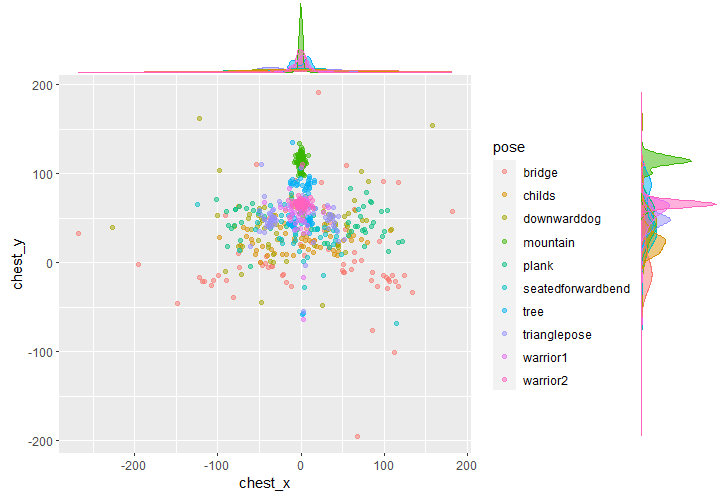 200
100
0
-100
-200
chest_y
-200
-100
0
100
200
chest_x
pose
bridge
childs
downwarddog
mountain
plank
seatedforwardbend
tree
trianglepose
warrior1
warrior2